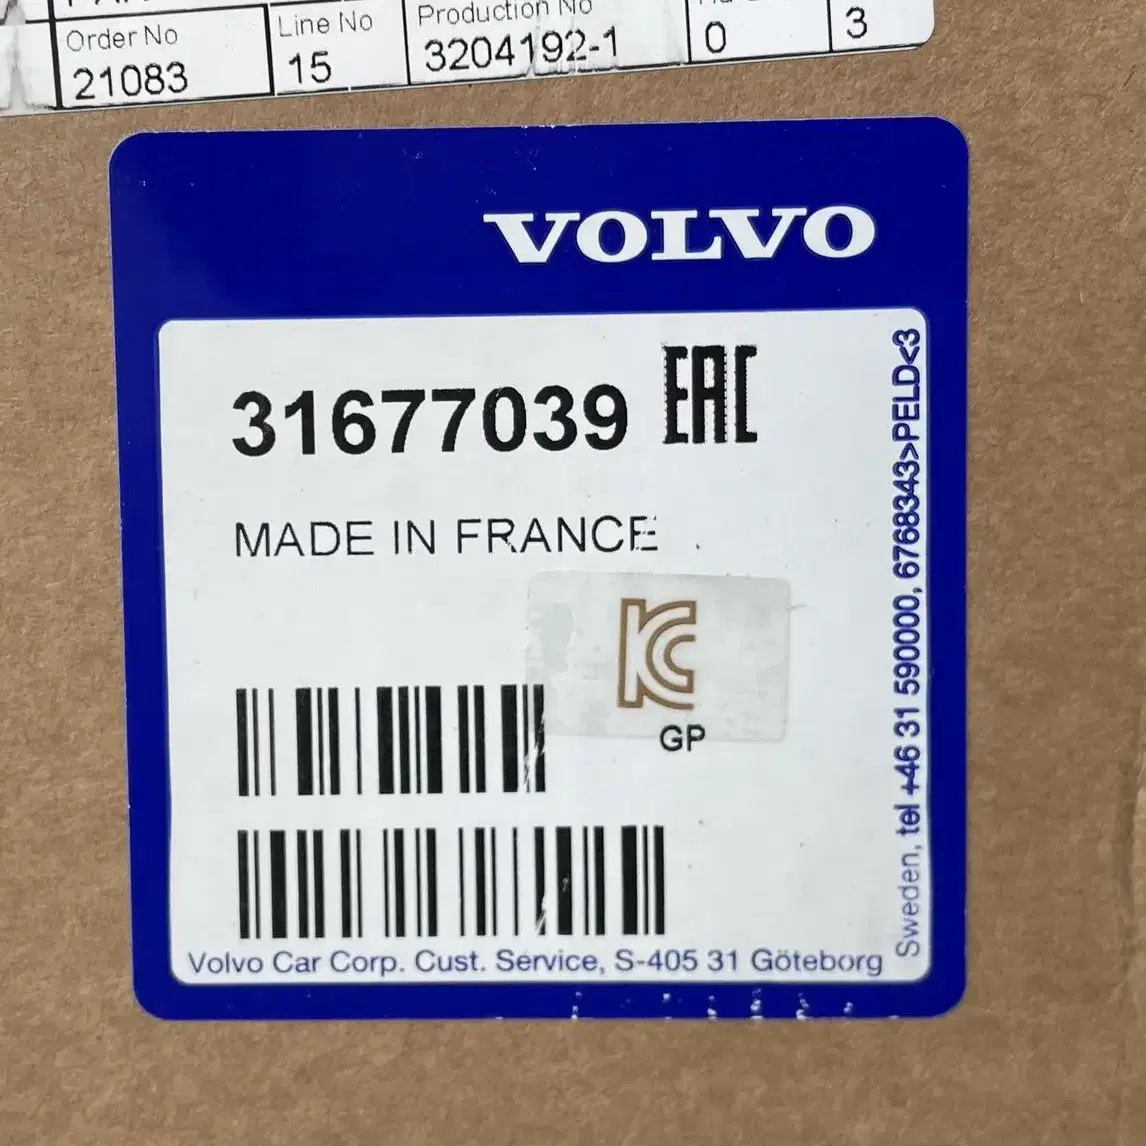 Order No
Line No
Production No
21083
15
3204192-1
0
3
VOLVO
31677039 EAC
MADE IN FRANCE
KC
GP
Volvo Car Corp. Cust. Service, S-405 31 Göteborg
Sweden, tel +46 31 590000, 6768343>PELD<3